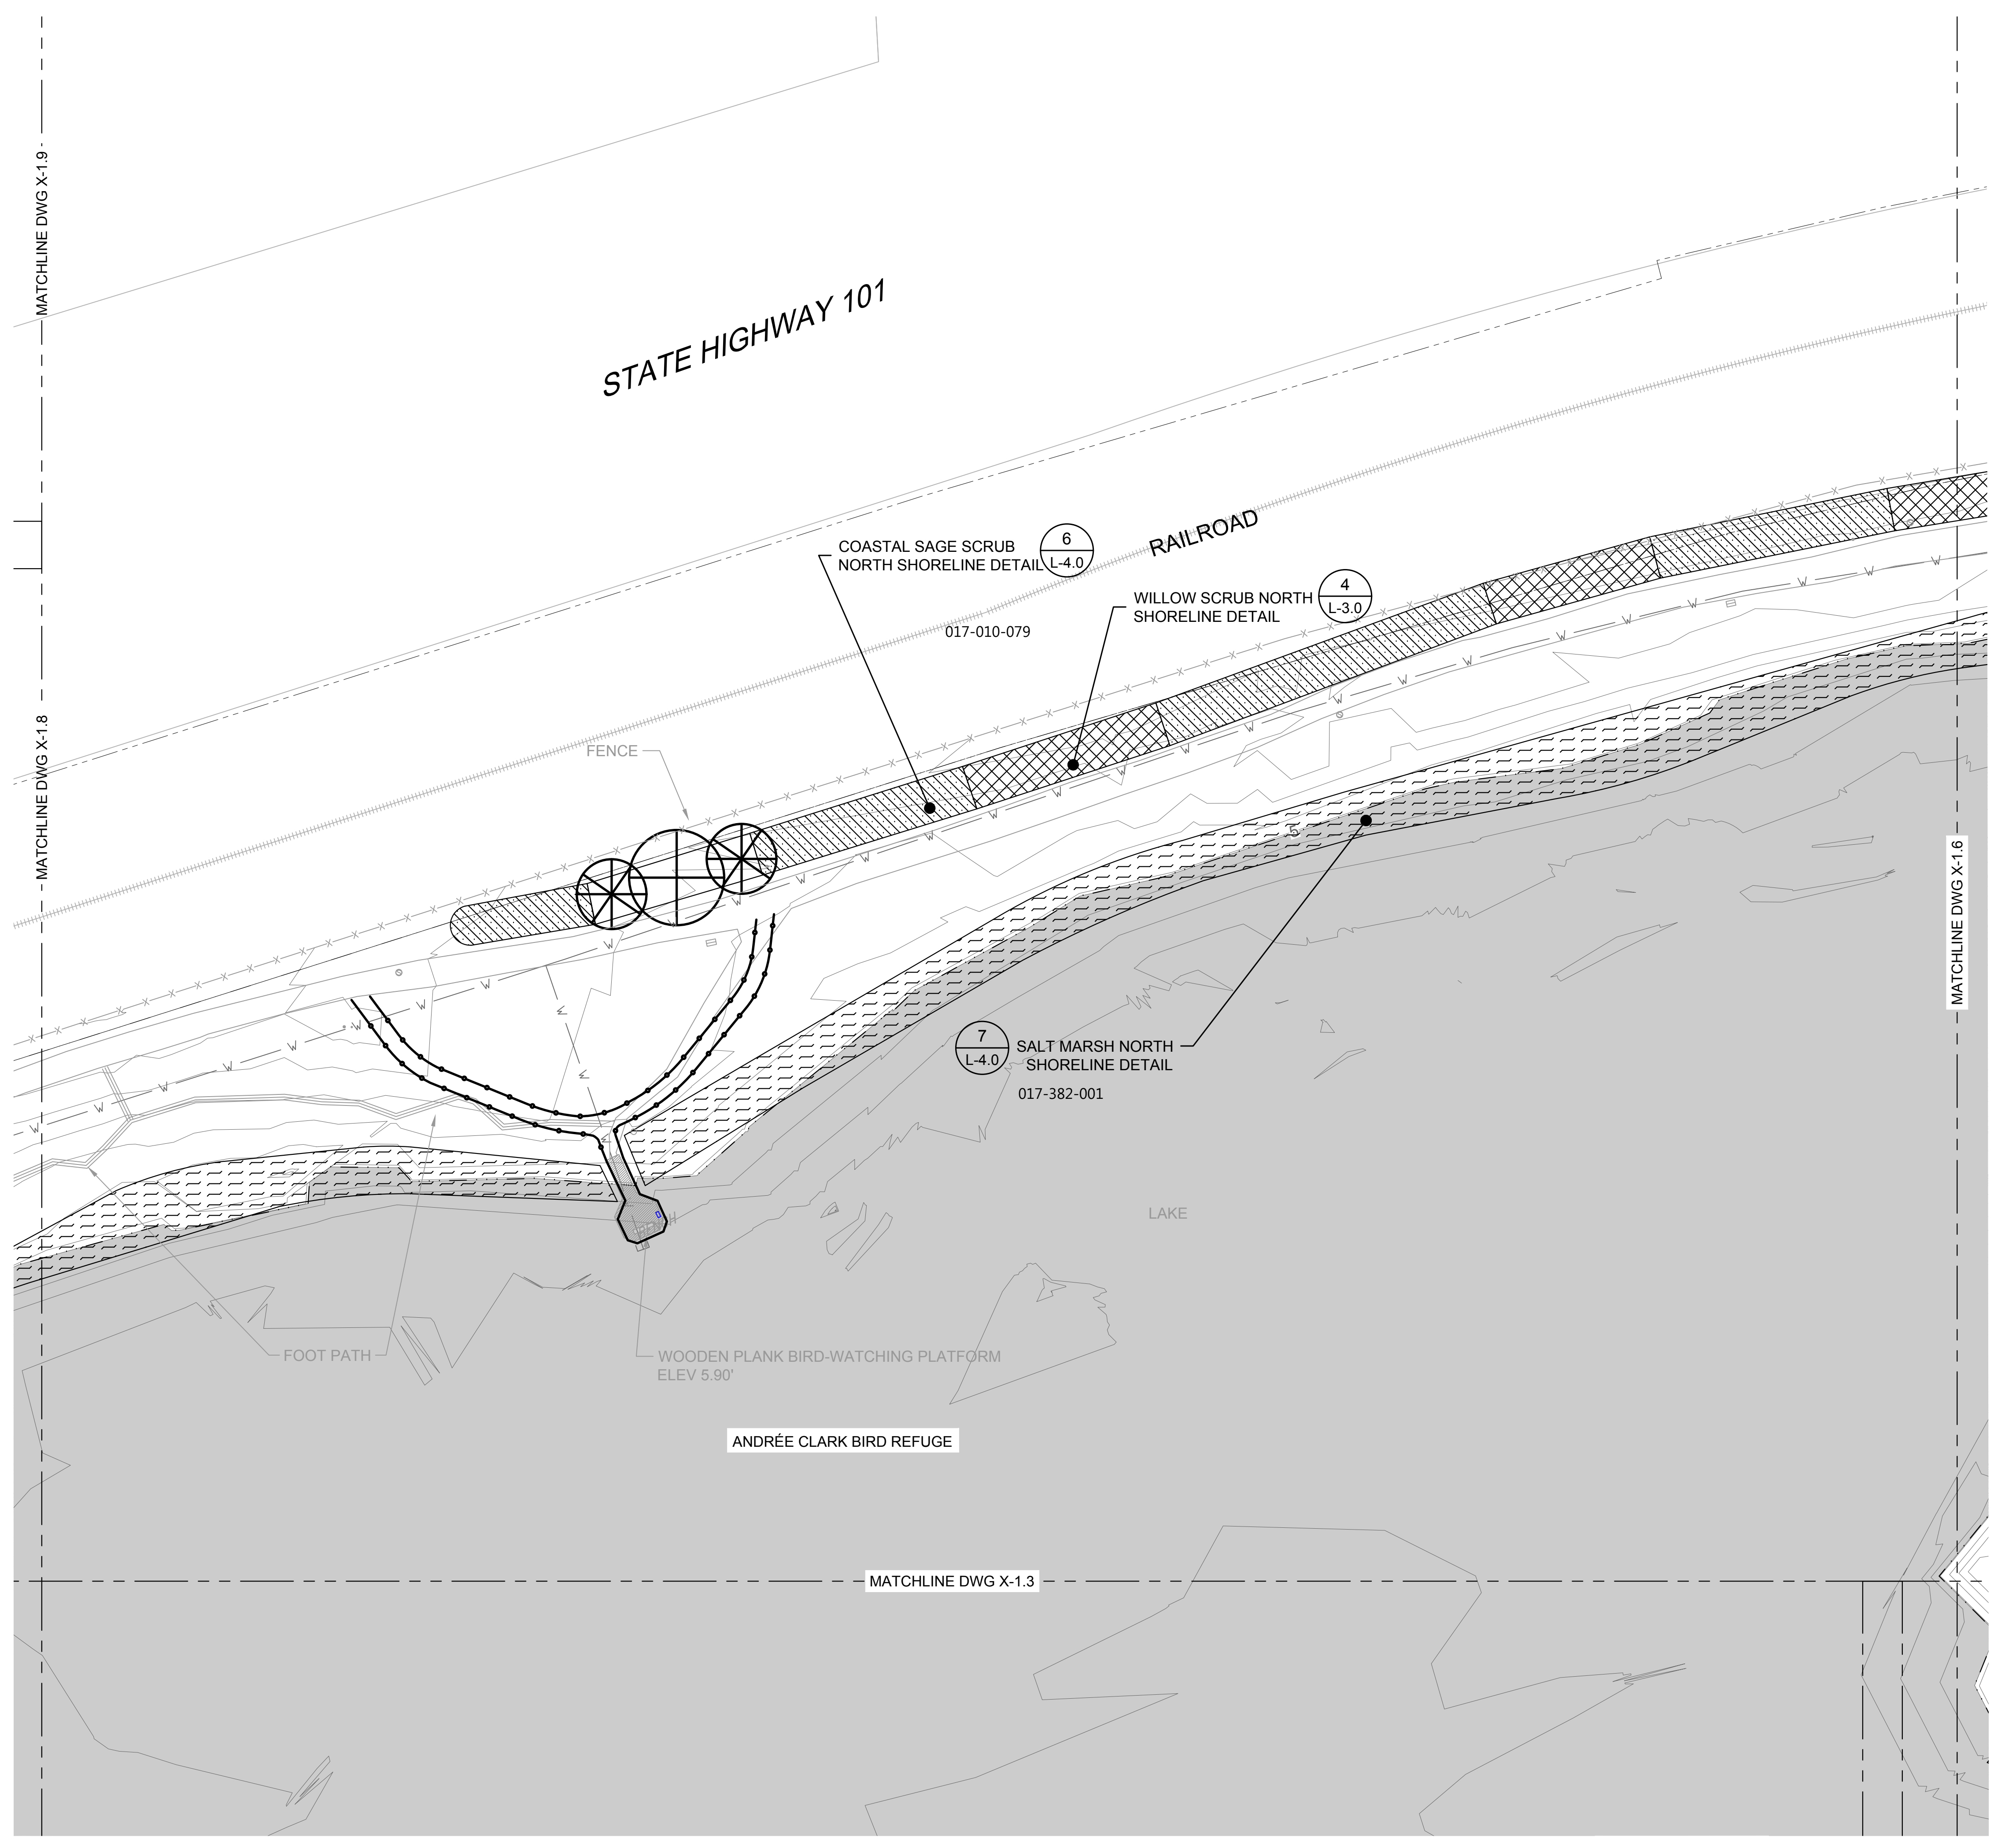 MATCHLINE DWG X-1.9
STATE HIGHWAY 101
COASTAL SAGE SCRUB
NORTH SHORELINE DETAIL
6
L-4.0
RAILROAD
WILLOW SCRUB NORTH
SHORELINE DETAIL
4
L-3.0
017-010-079
MATCHLINE DWG X-1.8
FENCE
5
MATCHLINE DWG X-1.6
7
L-4.0
SALT MARSH NORTH
SHORELINE DETAIL
017-382-001
LAKE
FOOT PATH
WOODEN PLANK BIRD-WATCHING PLATFORM
ELEV 5.90'
ANDRÉE CLARK BIRD REFUGE
MATCHLINE DWG X-1.3